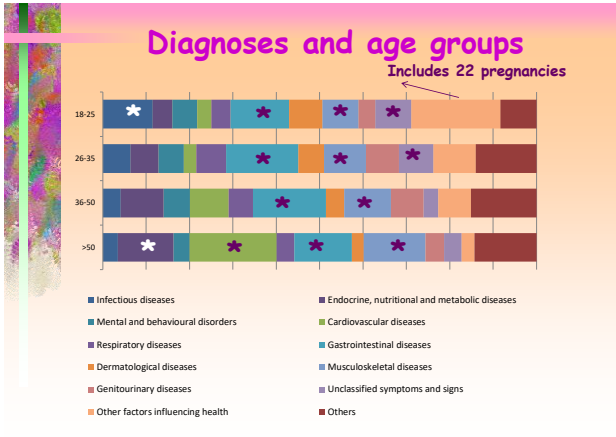 Diagnoses and age groups
Includes 22 pregnancies
18-25
26-35
36-50
>50
Infectious diseases
Endocrine, nutritional and metabolic diseases
Mental and behavioural disorders
Cardiovascular diseases
Respiratory diseases
Gastrointestinal diseases
Dermatological diseases
Musculoskeletal diseases
Genitourinary diseases
Unclassified symptoms and signs
Other factors influencing health
Others